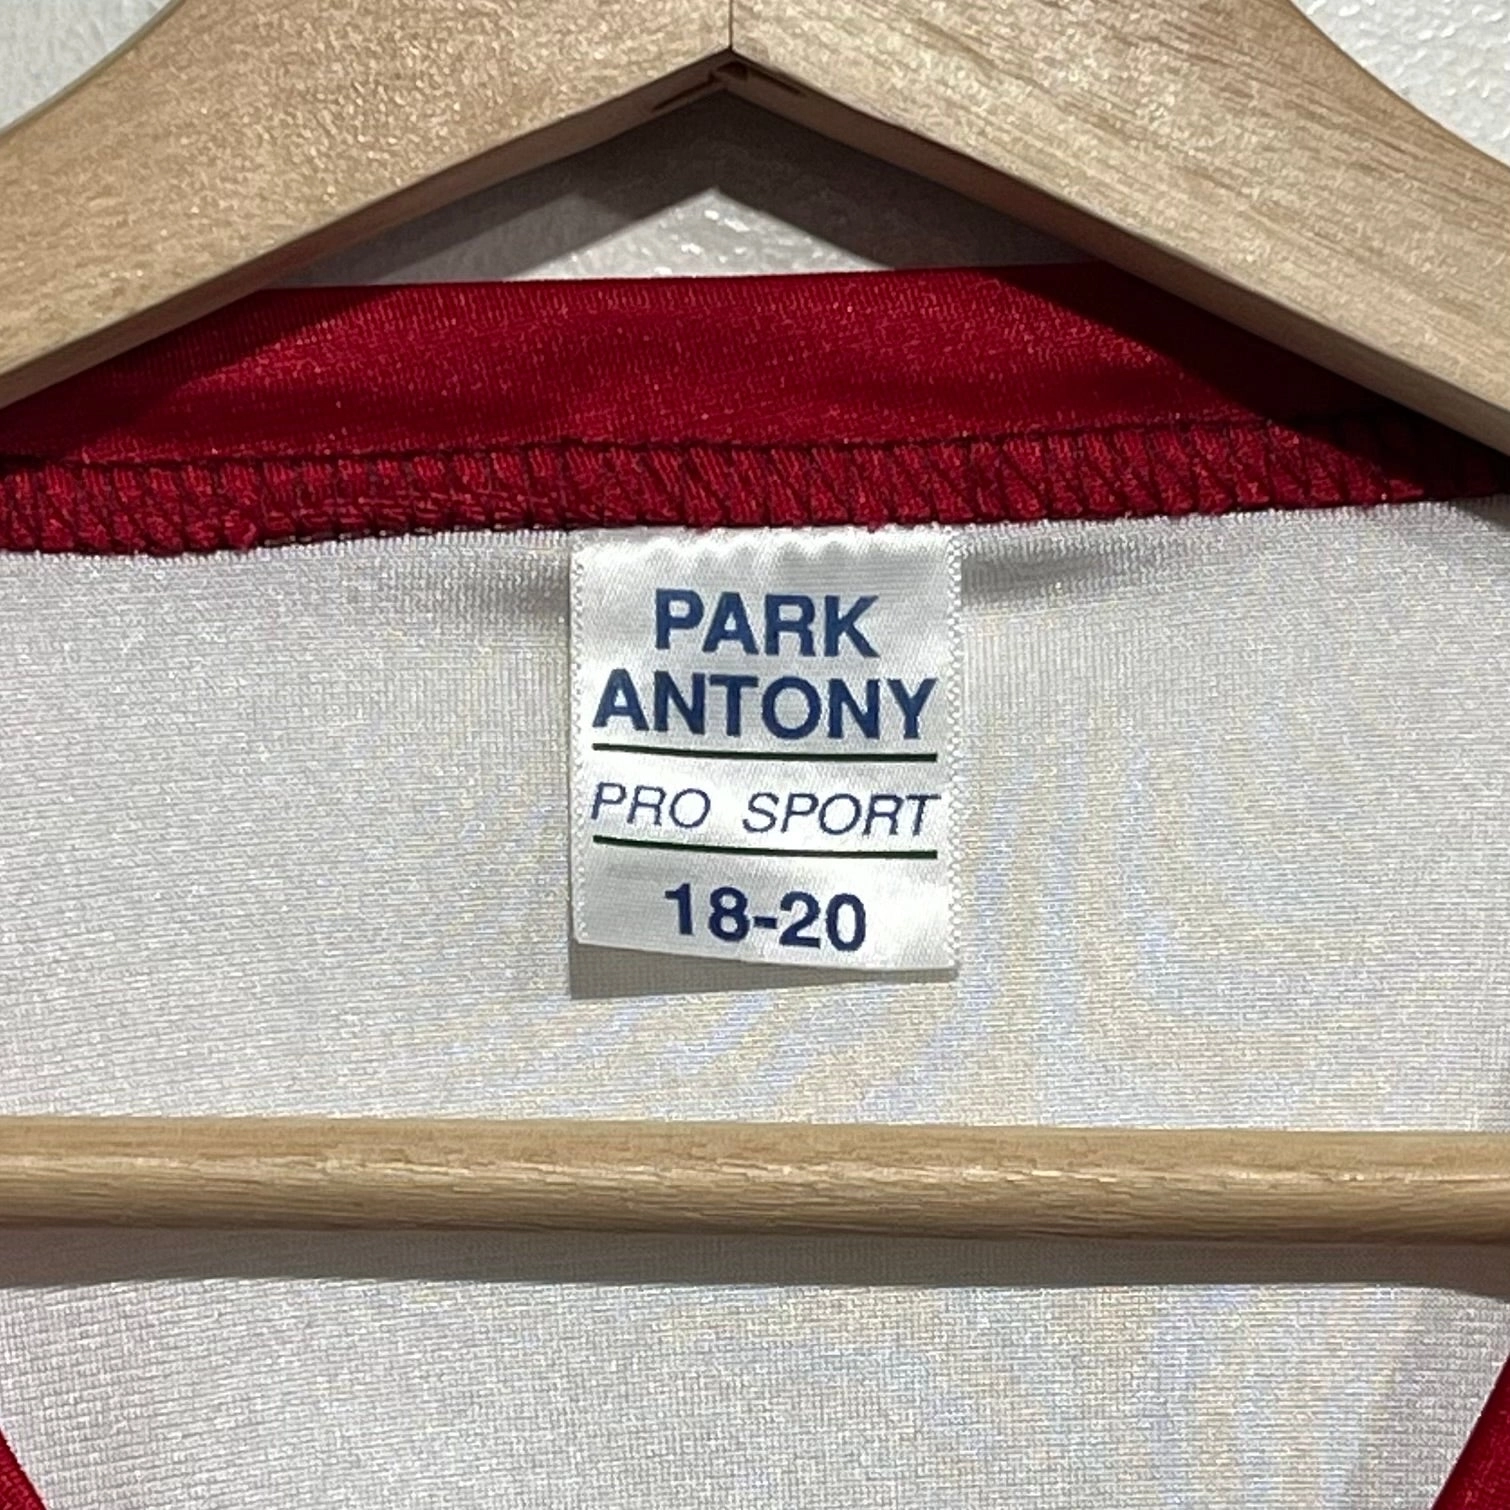 PARK
ANTONY
PRO SPORT
18-20